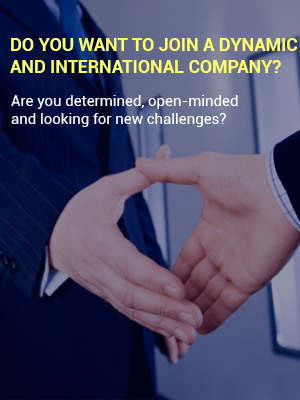 DO YOU WANT TO JOIN A DYNAMIC
AND INTERNATIONAL COMPANY?
Are you determined, open-minded
and looking for new challenges?